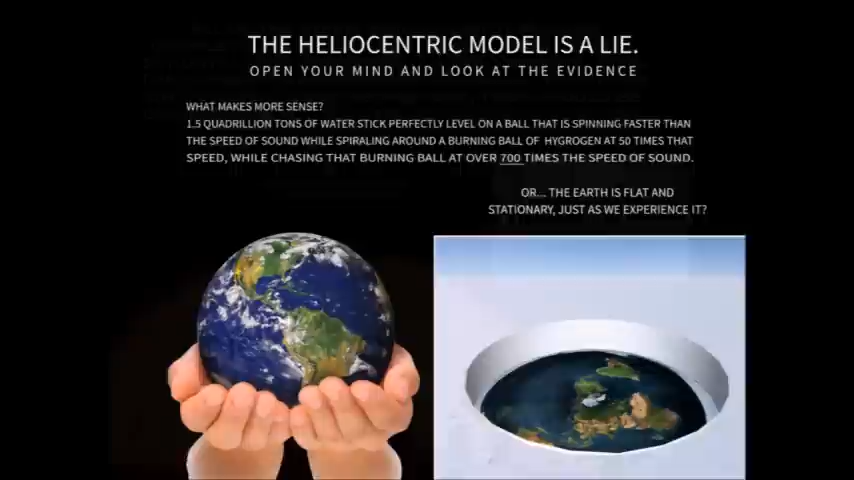 THE HELIOCENTRIC MODEL IS A LIE.
OPEN YOUR MIND AND LOOK AT THE EVIDENCE
WHAT MAKES MORE SENSE?
1.5 QUADRILLION TONS OF WATER STICK PERFECTLY LEVEL ON A BALL THAT IS SPINNING FASTER THAN
THE SPEED OF SOUND WHILE SPIRALING AROUND A BURNING BALL OF HYGROGEN AT 50 TIMES THAT
SPEED, WHILE CHASING THAT BURNING BALL AT OVER 700 TIMES THE SPEED OF SOUND.
OR... THE EARTH IS FLAT AND
STATIONARY, JUST AS WE EXPERIENCE IT?